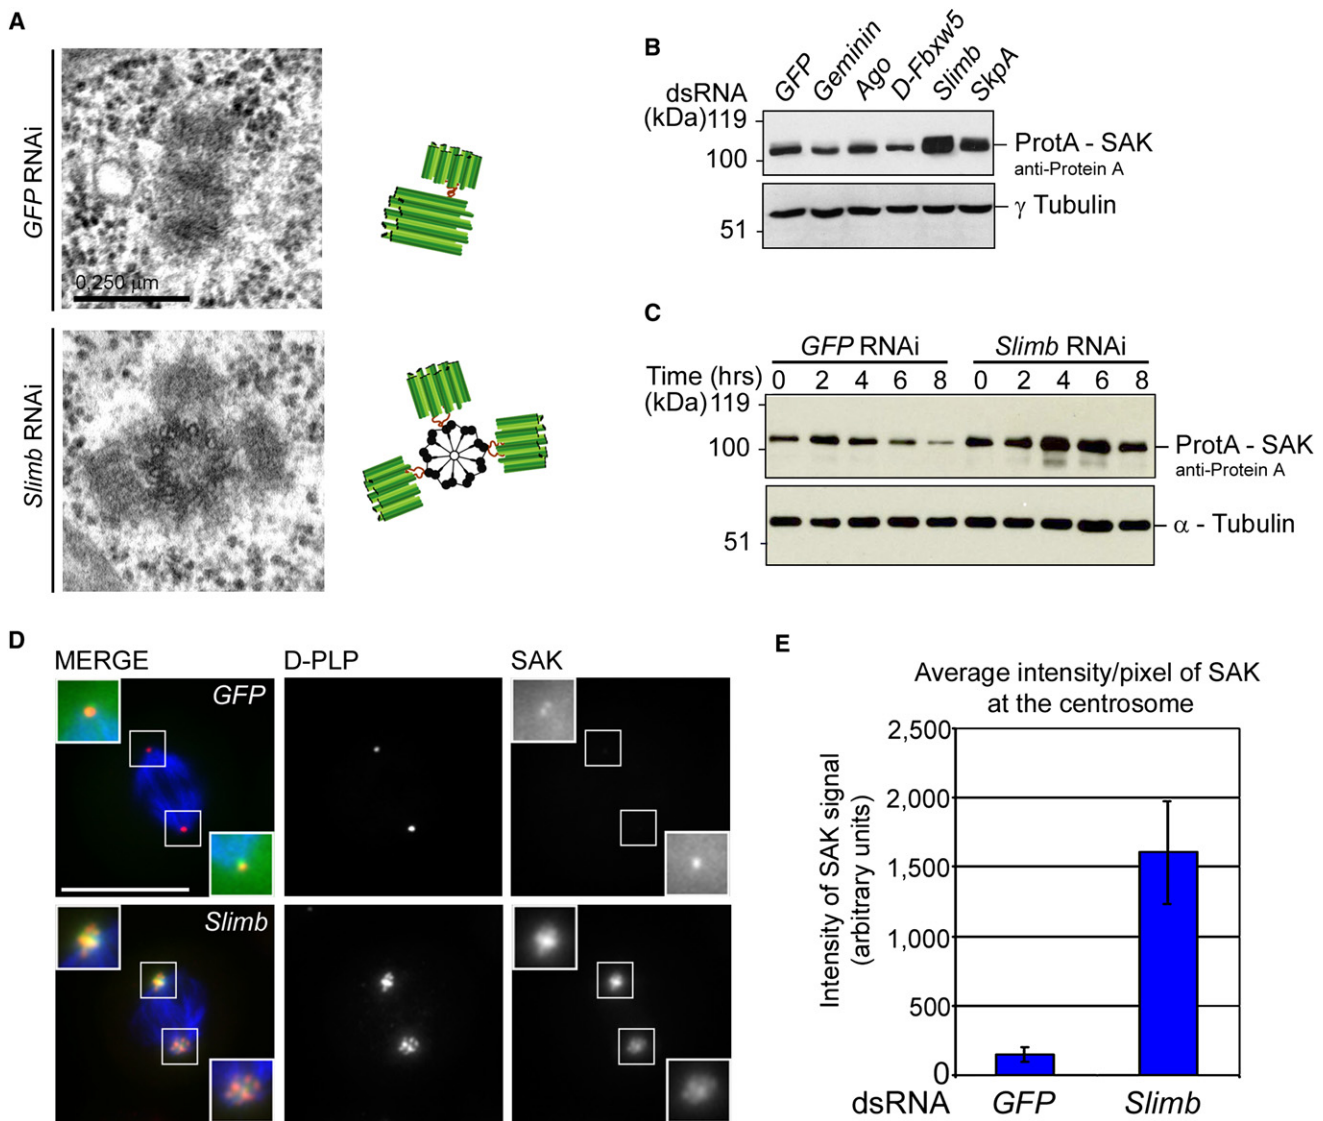 A
GFP RNAi
0,250 µm
Slimb RNAi
B
dsRNA GFP Geminin Ago D-Fbxw5 Slimb SkpA
(kDa) 119
100
ProtA - SAK
anti-Protein A
γ Tubulin
51
C
GFP RNAi Slimb RNAi
Time (hrs) 0 2 4 6 8 0 2 4 6 8
(kDa) 119
100
ProtA - SAK
anti-Protein A
α - Tubulin
51
D
MERGE D-PLP SAK
GFP
Slimb
E
Average intensity/pixel of SAK
at the centrosome
Intensity of SAK signal
(arbitrary units)
2,500
2,000
1,500
1,000
500
0
dsRNA GFP Slimb